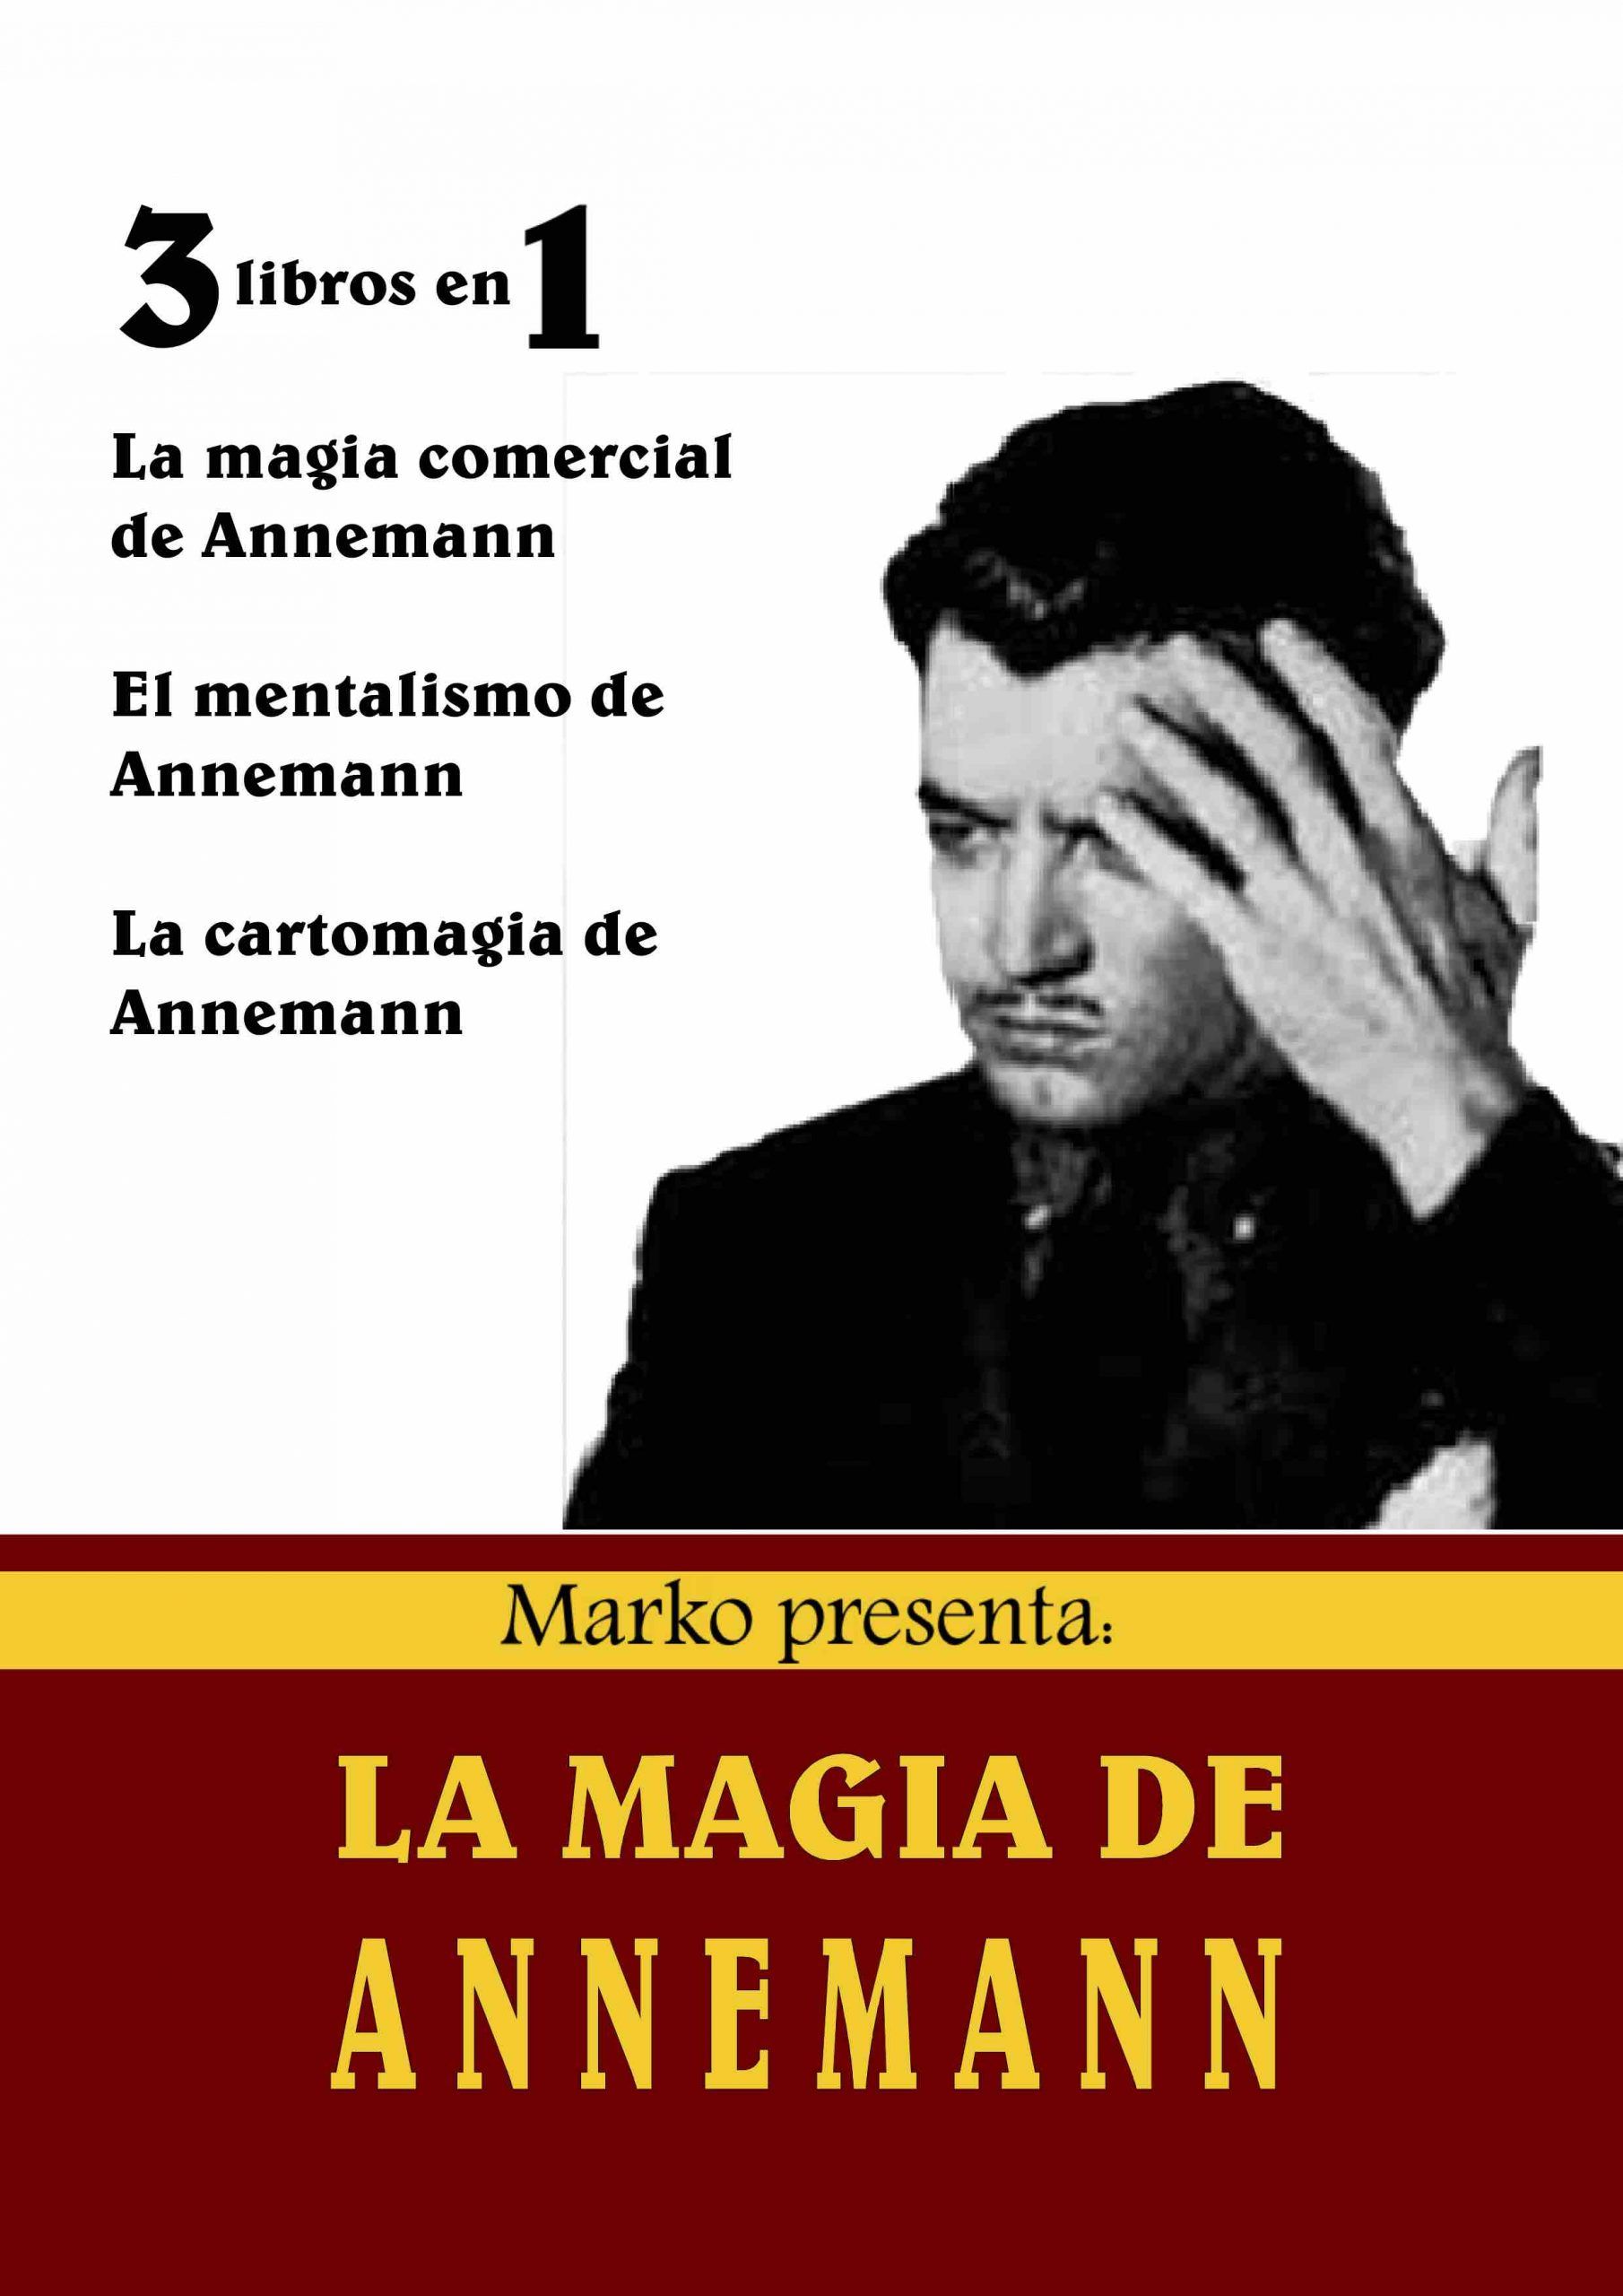 3 libros en 1
La magia comercial
de Annemann
El mentalismo de
Annemann
La cartomagia de
Annemann
Marko presenta:
LA MAGIA DE
ANNEMANN